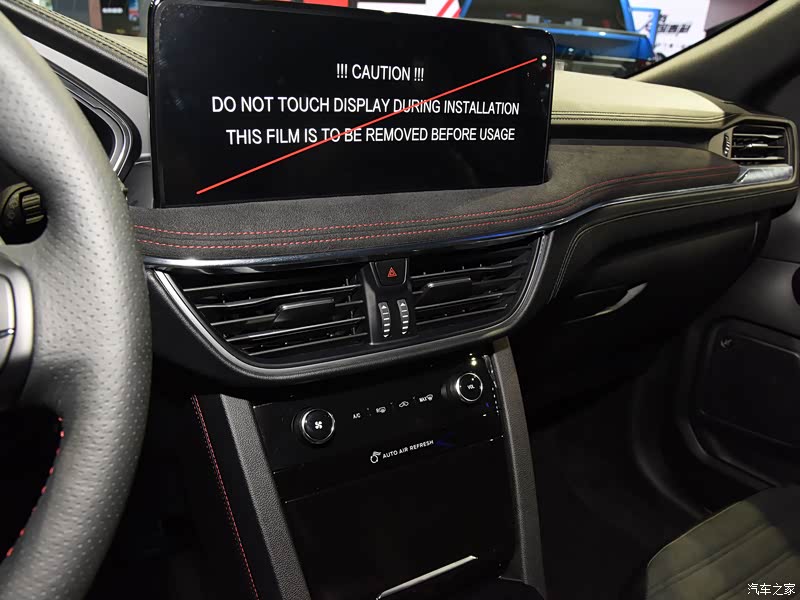 !!! CAUTION !!!
DO NOT TOUCH DISPLAY DURING INSTALLATION
THIS FILM IS TO BE REMOVED BEFORE USAGE
A/C
MAX
VOL
AUTO AIR REFRESH
汽车之家